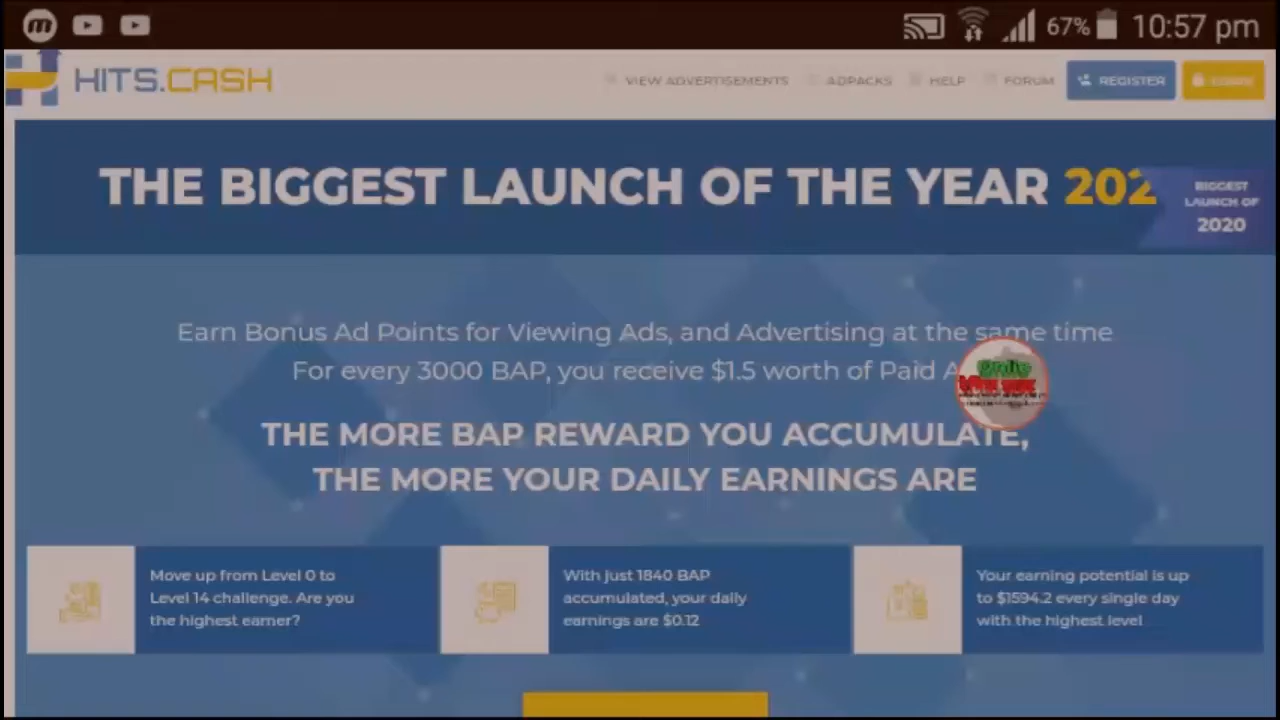 67% 10:57 pm
HITS.CASH
VIEW ADVERTISEMENTS ADPACKS HELP FORUM REGISTER
THE BIGGEST LAUNCH OF THE YEAR 202
BIGGEST
LAUNCH OF
2020
Earn Bonus Ad Points for Viewing Ads, and Advertising at the same time
For every 3000 BAP, you receive $1.5 worth of Paid A
THE MORE BAP REWARD YOU ACCUMULATE,
THE MORE YOUR DAILY EARNINGS ARE
Move up from Level 0 to
Level 14 challenge. Are you
the highest earner?
With just 1840 BAP
accumulated, your daily
earnings are $0.12
Your earning potential is up
to $1594.2 every single day
with the highest level